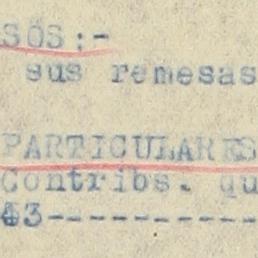 SOS:-
sus remesas
PARTICULARES
Contribs. qu
43-----------